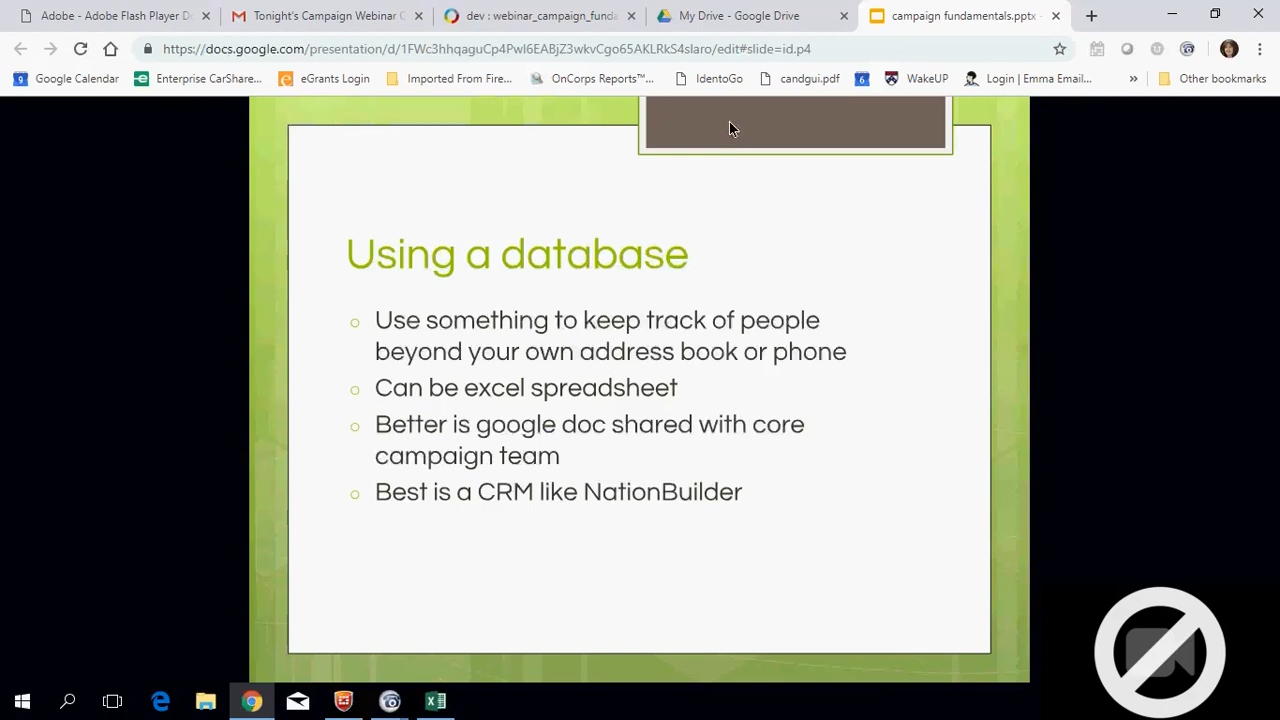 Adobe - Adobe Flash Player D
Tonight's Campaign Webinar C
dev : webinar_campaign_funda
My Drive - Google Drive
campaign fundamentals.pptx -
https://docs.google.com/presentation/d/1FWc3hhqaguCp4Pwl6EABjZ3wkvCgo65AKLRkS4slaro/edit#slide=id.p4
9 Google Calendar
Enterprise CarShare...
eGrants Login
Imported From Fire...
OnCorps Reports™...
IdentoGo
candgui.pdf
6
WakeUP
Login | Emma Email...
»
Other bookmarks
Using a database
Use something to keep track of people
beyond your own address book or phone
Can be excel spreadsheet
Better is google doc shared with core
campaign team
Best is a CRM like NationBuilder